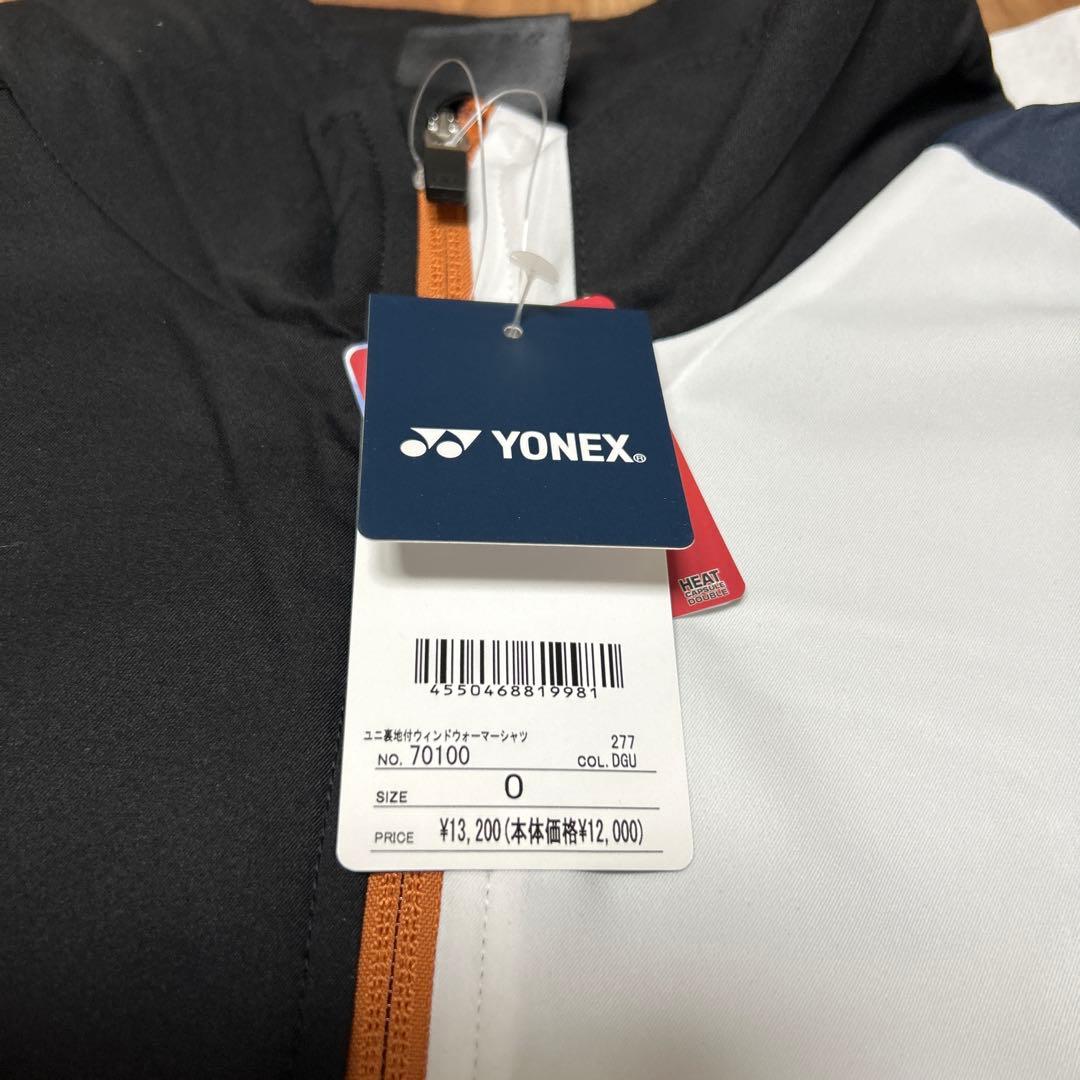 YONEX®
HEAT
CAPSULE
DOUBLE
4550468819981
ユニ裏地付ウィンドウォーマーシャツ 277
NO. 70100 COL. DGU
SIZE O
PRICE ¥13,200(本体価格¥12,000)